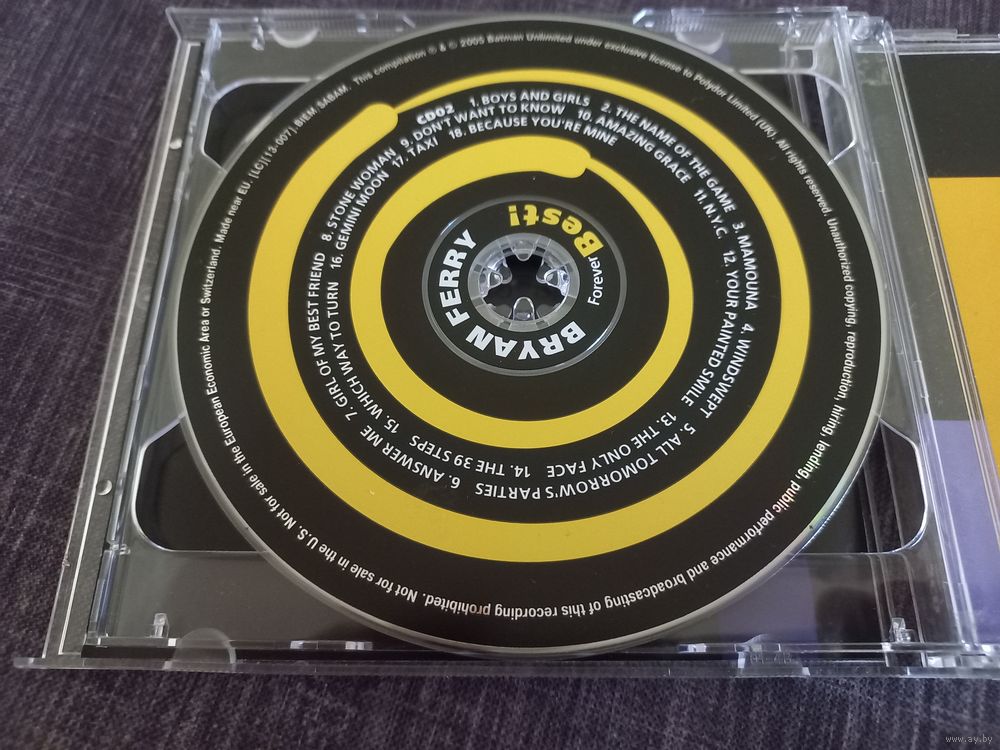 This compilation ℗ & © 2005 Batman Unlimited under exclusive license to Polydor Limited (UK). All rights reserved. Unauthorized copying, reproduction, hiring, lending, public performance and broadcasting of this recording prohibited. Not for sale in the U.S. Not for sale in the European Economic Area or Switzerland. Made near EU. (LC)(13-007).BIEM.SABAM.
CD02 1. BOYS AND GIRLS 2. THE NAME OF THE GAME 3. MAMOUNA 4. WINDSWEPT 5. ALL TOMORROW'S PARTIES 6. ANSWER ME 7. GIRL OF MY BEST FRIEND 8. STONE WOMAN
9. DON'T WANT TO KNOW 10. AMAZING GRACE 11. N.Y.C. 12. YOUR PAINTED SMILE 13. THE ONLY FACE 14. THE 39 STEPS 15. WHICH WAY TO TURN 16. GEMINI MOON 17. TAXI
18. BECAUSE YOU'RE MINE
BRYAN FERRY
Forever Best!
www.ay.by